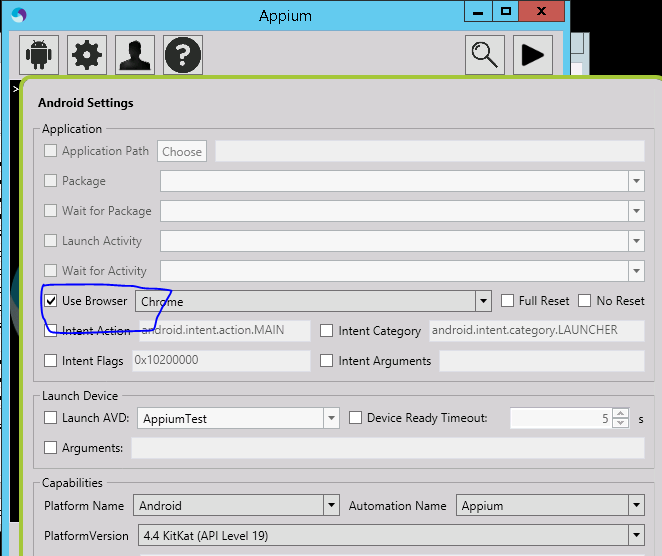 Appium
>
Android Settings
Application
Application Path Choose
Package
Wait for Package
Launch Activity
Wait for Activity
Use Browser Chrome Full Reset No Reset
Intent Action android.intent.action.MAIN Intent Category android.intent.category.LAUNCHER
Intent Flags 0x10200000 Intent Arguments
Launch Device
Launch AVD: AppiumTest Device Ready Timeout: 5 s
Arguments:
Capabilities
Platform Name Android Automation Name Appium
PlatformVersion 4.4 KitKat (API Level 19)